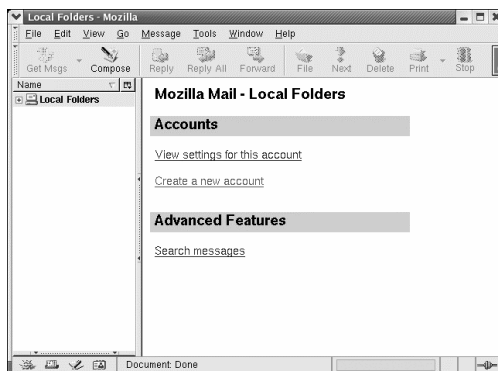 Local Folders - Mozilla
File Edit View Go Message Tools Window Help
Get Msgs Compose Reply Reply All Forward File Next Delete Print Stop
Name
Local Folders
Mozilla Mail - Local Folders
Accounts
View settings for this account
Create a new account
Advanced Features
Search messages
Document: Done